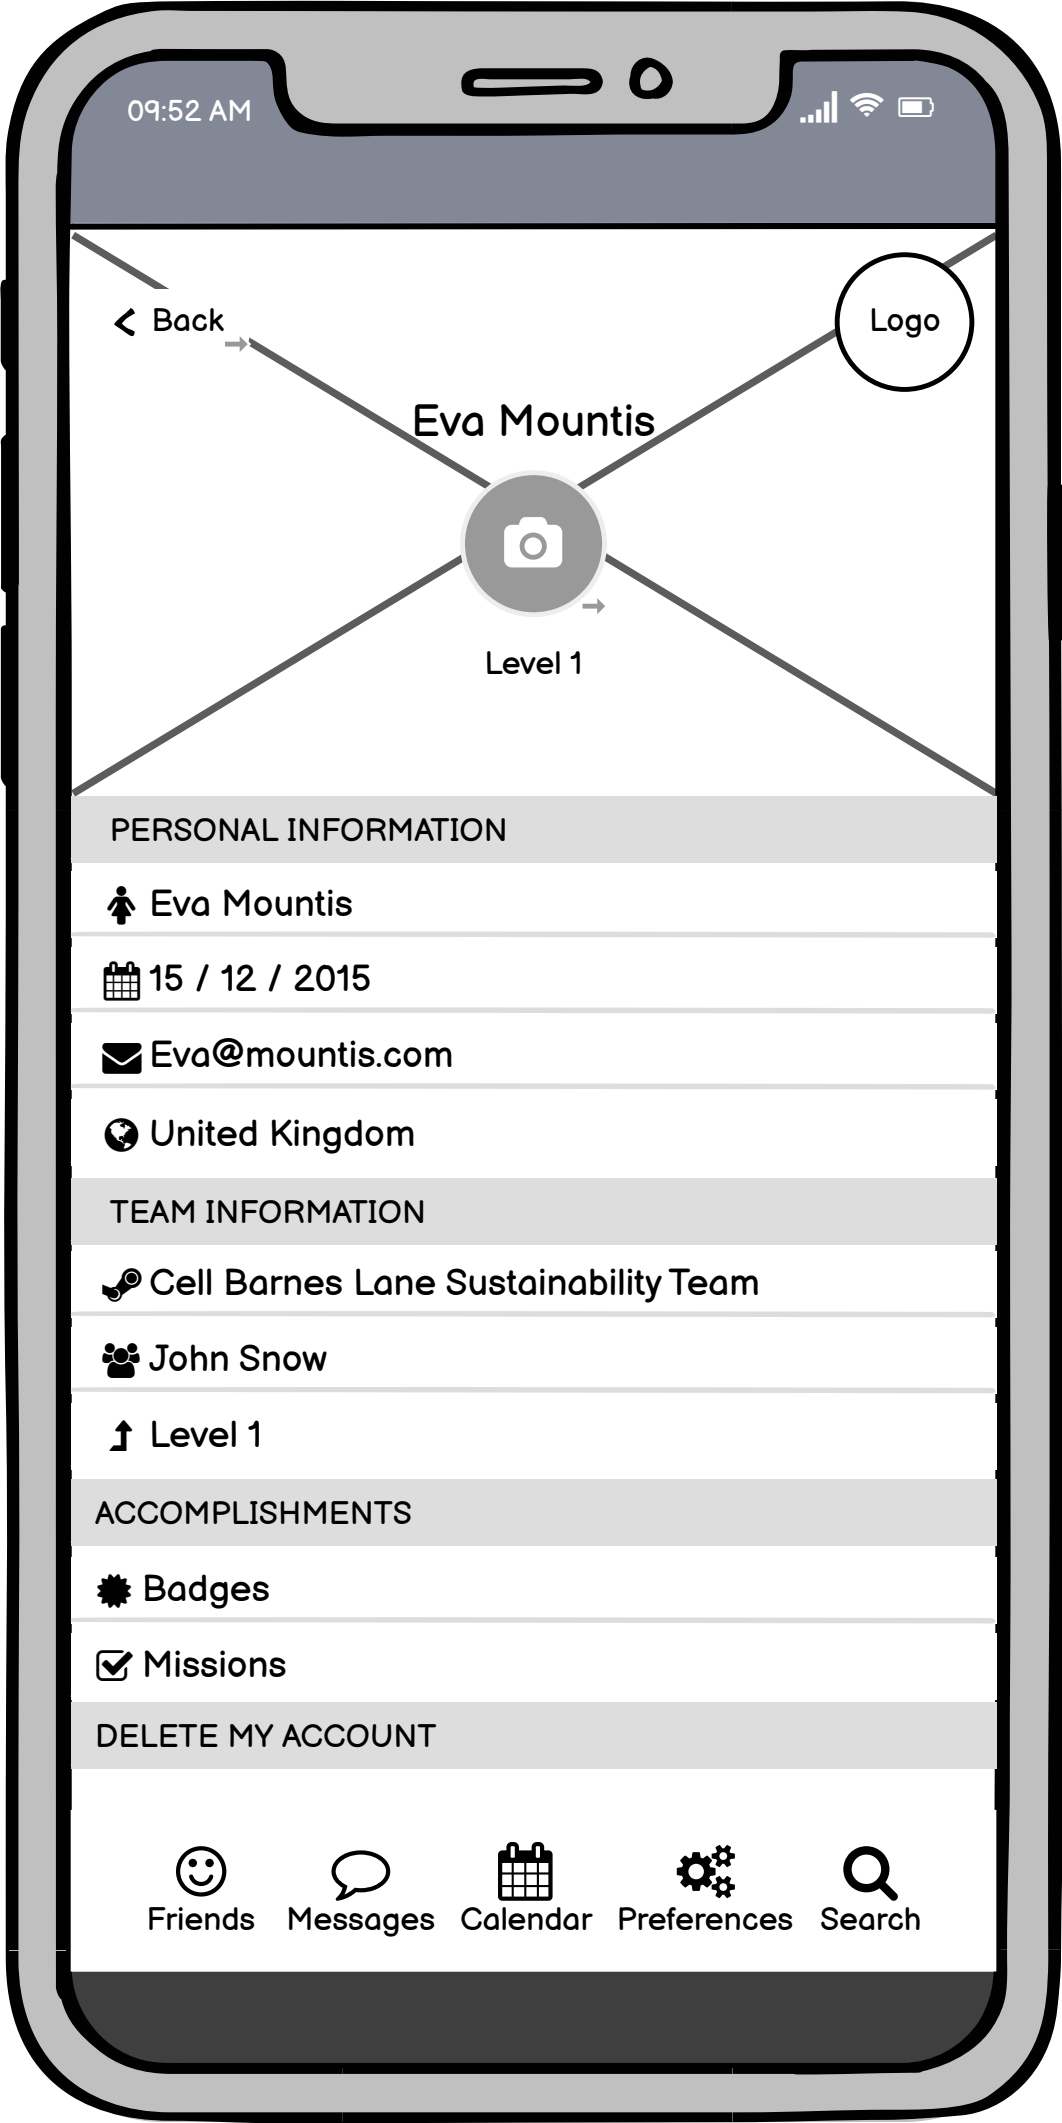 09:52 AM
Back
Logo
Eva Mountis
Level 1
PERSONAL INFORMATION
Eva Mountis
15 / 12 / 2015
Eva@mountis.com
United Kingdom
TEAM INFORMATION
Cell Barnes Lane Sustainability Team
John Snow
Level 1
ACCOMPLISHMENTS
Badges
Missions
DELETE MY ACCOUNT
Friends Messages Calendar Preferences Search